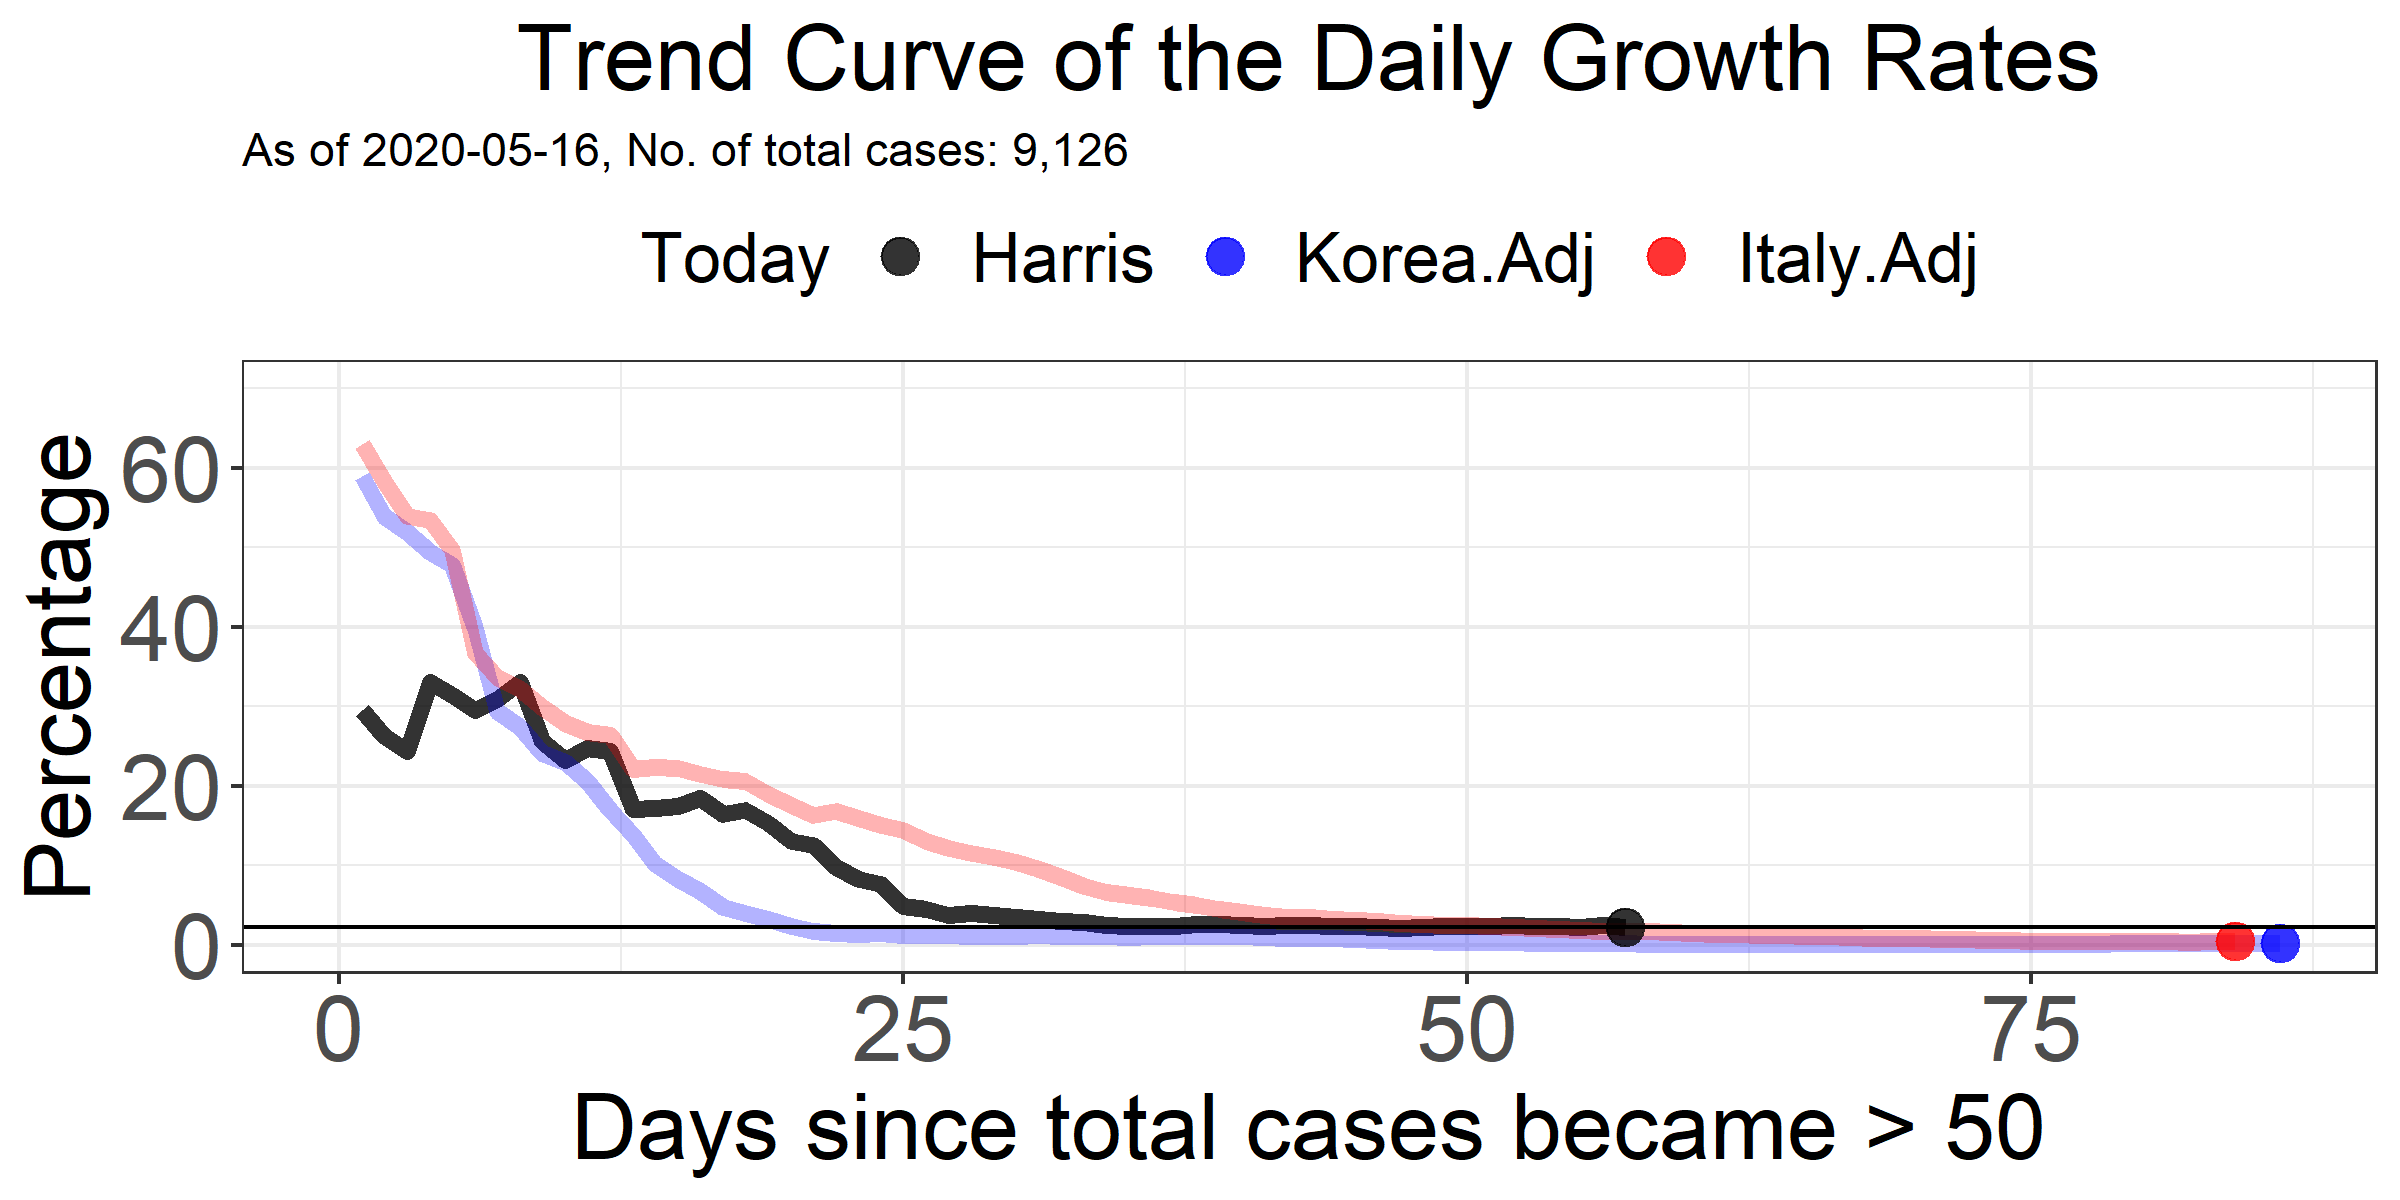 Trend Curve of the Daily Growth Rates
As of 2020-05-16, No. of total cases: 9,126
Today Harris Korea.Adj Italy.Adj
Percentage
60
40
20
0
0 25 50 75
Days since total cases became > 50